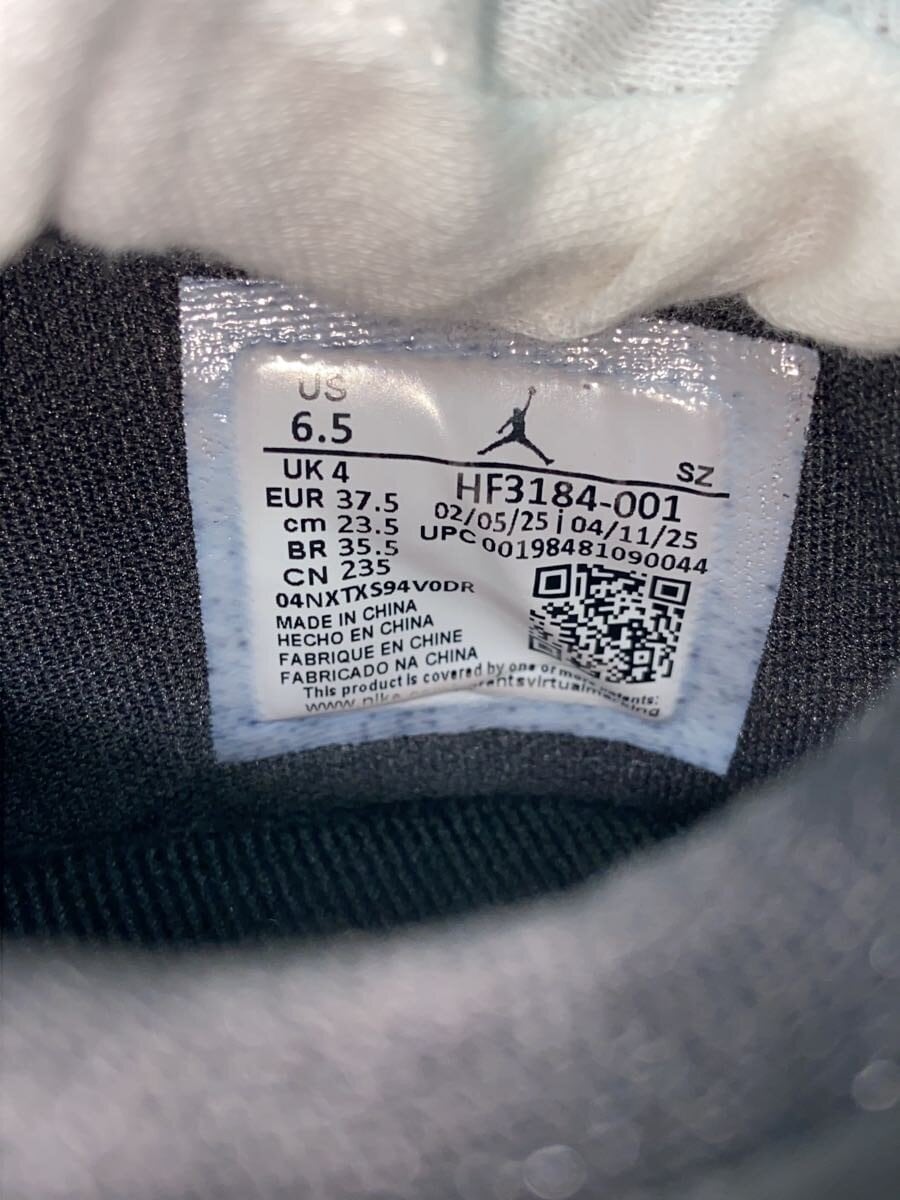 US
6.5
SZ
UK 4
EUR 37.5
cm 23.5
BR 35.5
CN 235
HF3184-001
02/05/25 | 04/11/25
UPC 00198481090044
04NXTXS94V0DR
MADE IN CHINA
HECHO EN CHINA
FABRIQUE EN CHINE
FABRICADO NA CHINA
This product is covered by one or more patents: